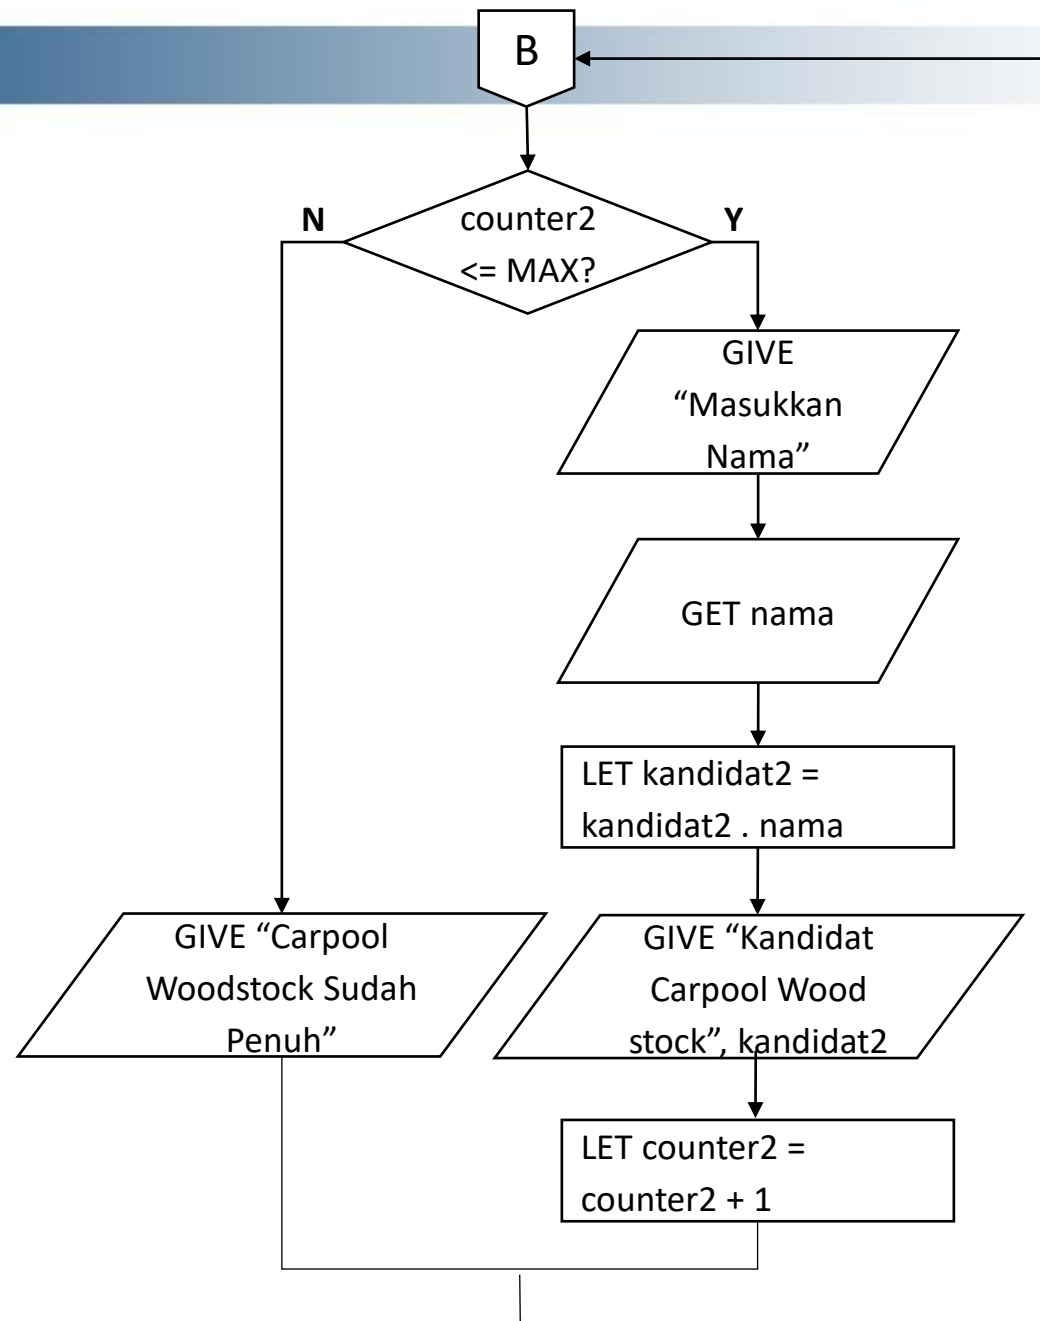 B
N
Y
counter2
<= MAX?
GIVE
“Masukkan
Nama”
GET nama
LET kandidat2 =
kandidat2 . nama
GIVE “Carpool
Woodstock Sudah
Penuh”
GIVE “Kandidat
Carpool Wood
stock”, kandidat2
LET counter2 =
counter2 + 1